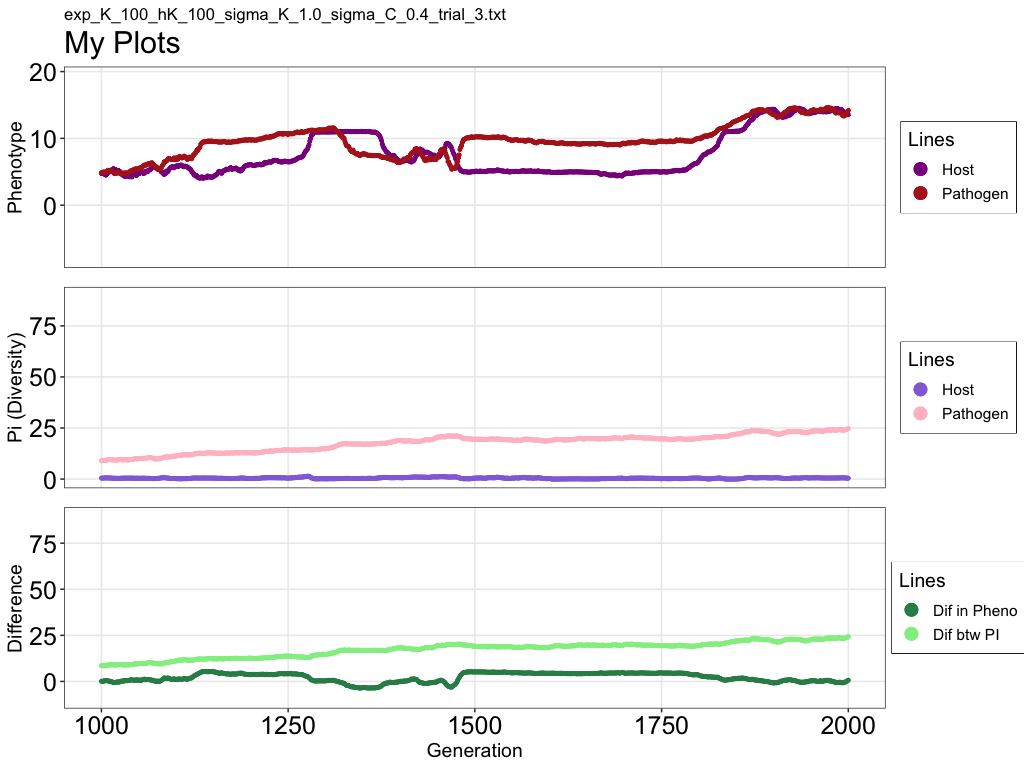 exp_K_100_hK_100_sigma_K_1.0_sigma_C_0.4_trial_3.txt
My Plots
20
10
0
Phenotype
Lines
Host
Pathogen
75
50
25
0
Pi (Diversity)
Lines
Host
Pathogen
75
50
25
0
Difference
Lines
Dif in Pheno
Dif btw PI
1000 1250 1500 1750 2000
Generation